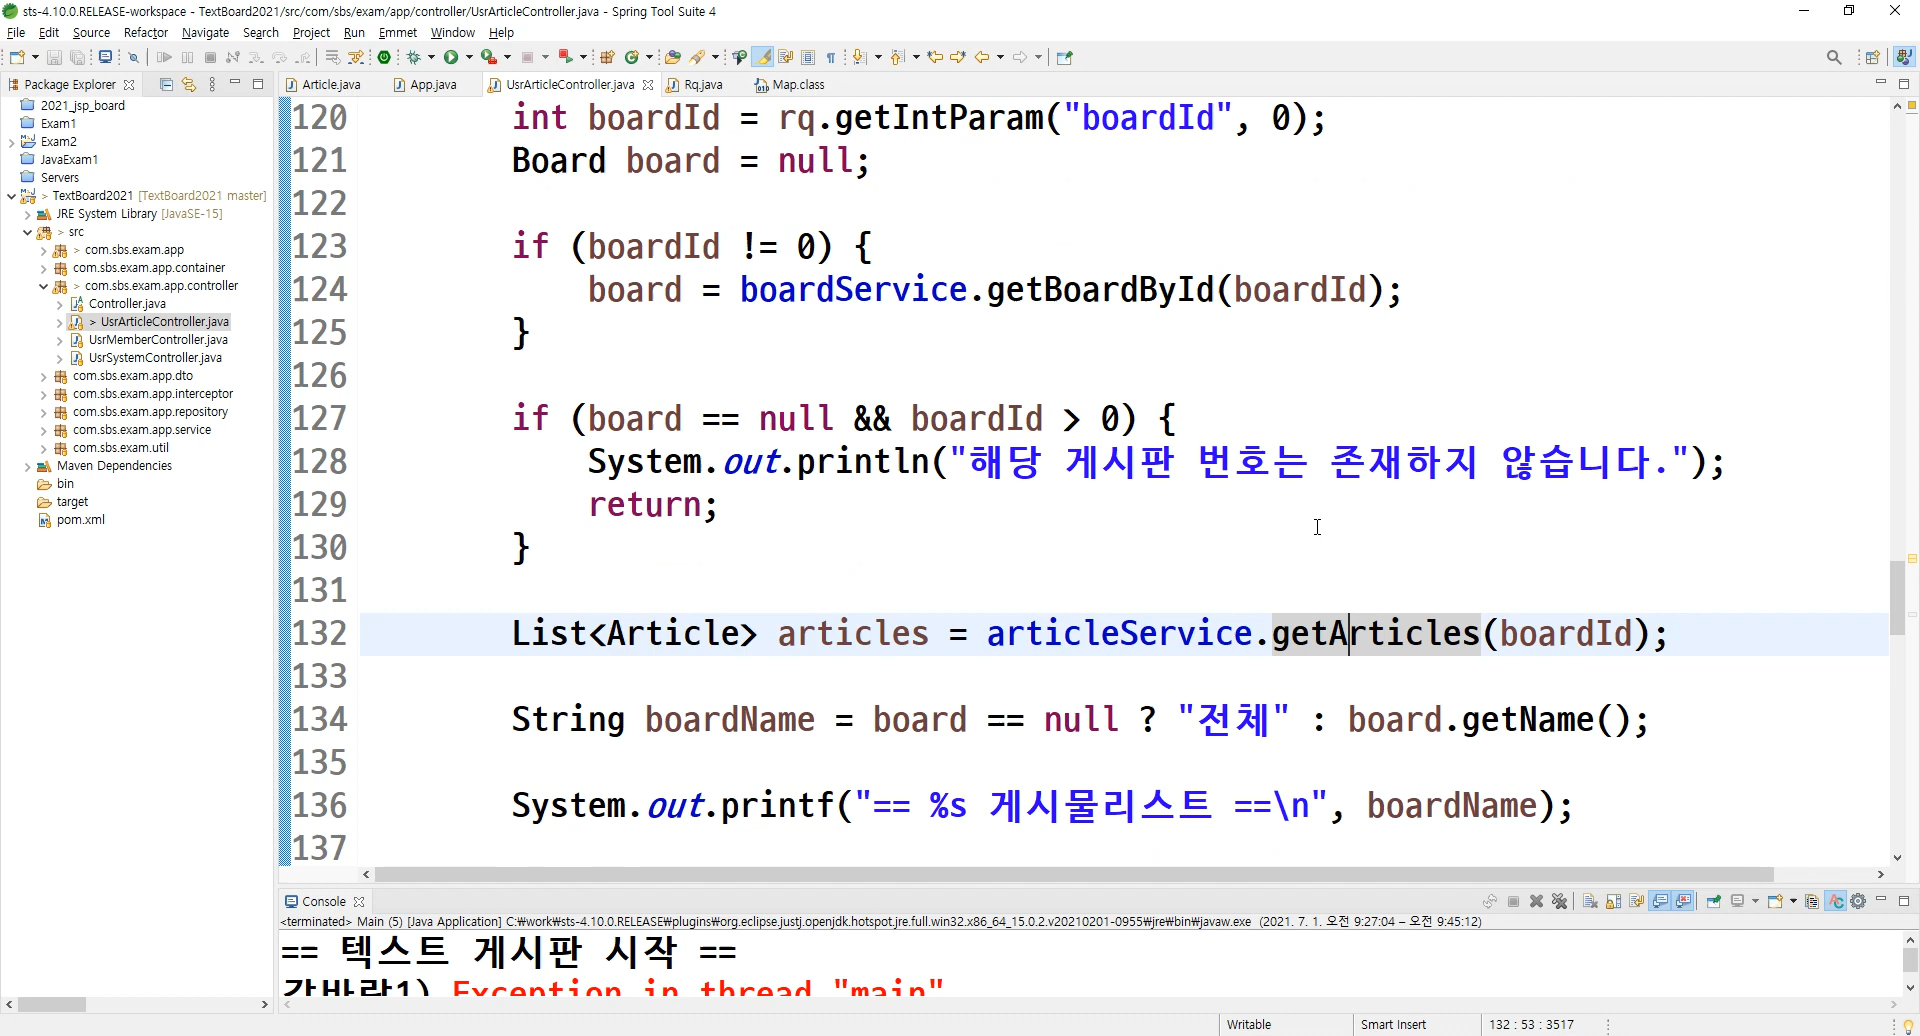 sts-4.10.0.RELEASE-workspace - TextBoard2021/src/com/sbs/exam/app/controller/UsrArticleController.java - Spring Tool Suite 4
File Edit Source Refactor Navigate Search Project Run Emmet Window Help
Package Explorer
Article.java App.java UsrArticleController.java Rq.java Map.class
2021_jsp_board
Exam1
Exam2
JavaExam1
Servers
> TextBoard2021 [TextBoard2021 master]
JRE System Library [JavaSE-15]
> src
> com.sbs.exam.app
com.sbs.exam.app.container
> com.sbs.exam.app.controller
Controller.java
> UsrArticleController.java
UsrMemberController.java
UsrSystemController.java
com.sbs.exam.app.dto
com.sbs.exam.app.interceptor
com.sbs.exam.app.repository
com.sbs.exam.app.service
com.sbs.exam.util
Maven Dependencies
bin
target
pom.xml
120 int boardId = rq.getIntParam("boardId", 0);
121 Board board = null;
122
123 if (boardId != 0) {
124 board = boardService.getBoardById(boardId);
125 }
126
127 if (board == null && boardId > 0) {
128 System.out.println("해당 게시판 번호는 존재하지 않습니다.");
129 return;
130 }
131
132 List<Article> articles = articleService.getArticles(boardId);
133
134 String boardName = board == null ? "전체" : board.getName();
135
136 System.out.printf("== %s 게시물리스트 ==\n", boardName);
137
Console
<terminated> Main (5) [Java Application] C:₩work₩sts-4.10.0.RELEASE₩plugins₩org.eclipse.justj.openjdk.hotspot.jre.full.win32.x86_64_15.0.2.v20210201-0955₩jre₩bin₩javaw.exe (2021. 7. 1. 오전 9:27:04 – 오전 9:45:12)
== 텍스트 게시판 시작 ==
Exception in thread "main"
Writable Smart Insert 132 : 53 : 3517